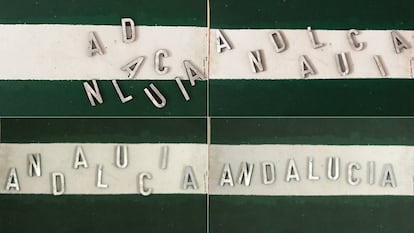 A D
A C A
N L U I
A D L C A
N A U I
N A U I
A D L C A
ANDALUCIA